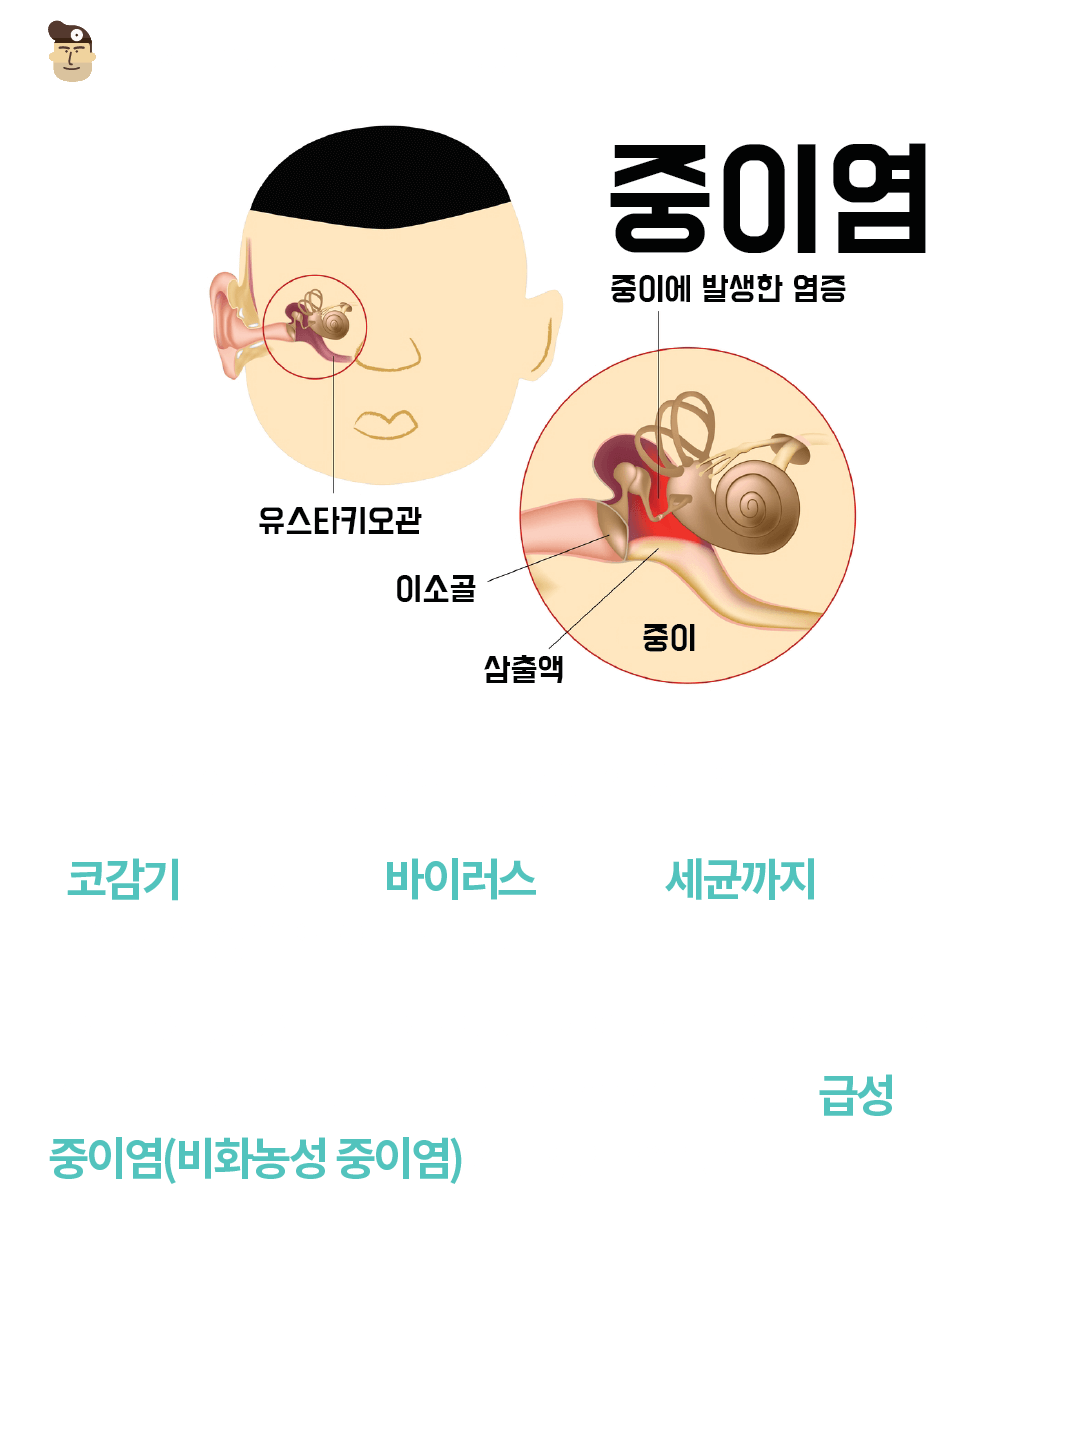 중이염
중이에 발생한 염증
유스타키오관
이소골
삼출액
중이
코감기 바이러스 세균까지
급성
중이염(비화농성 중이염)